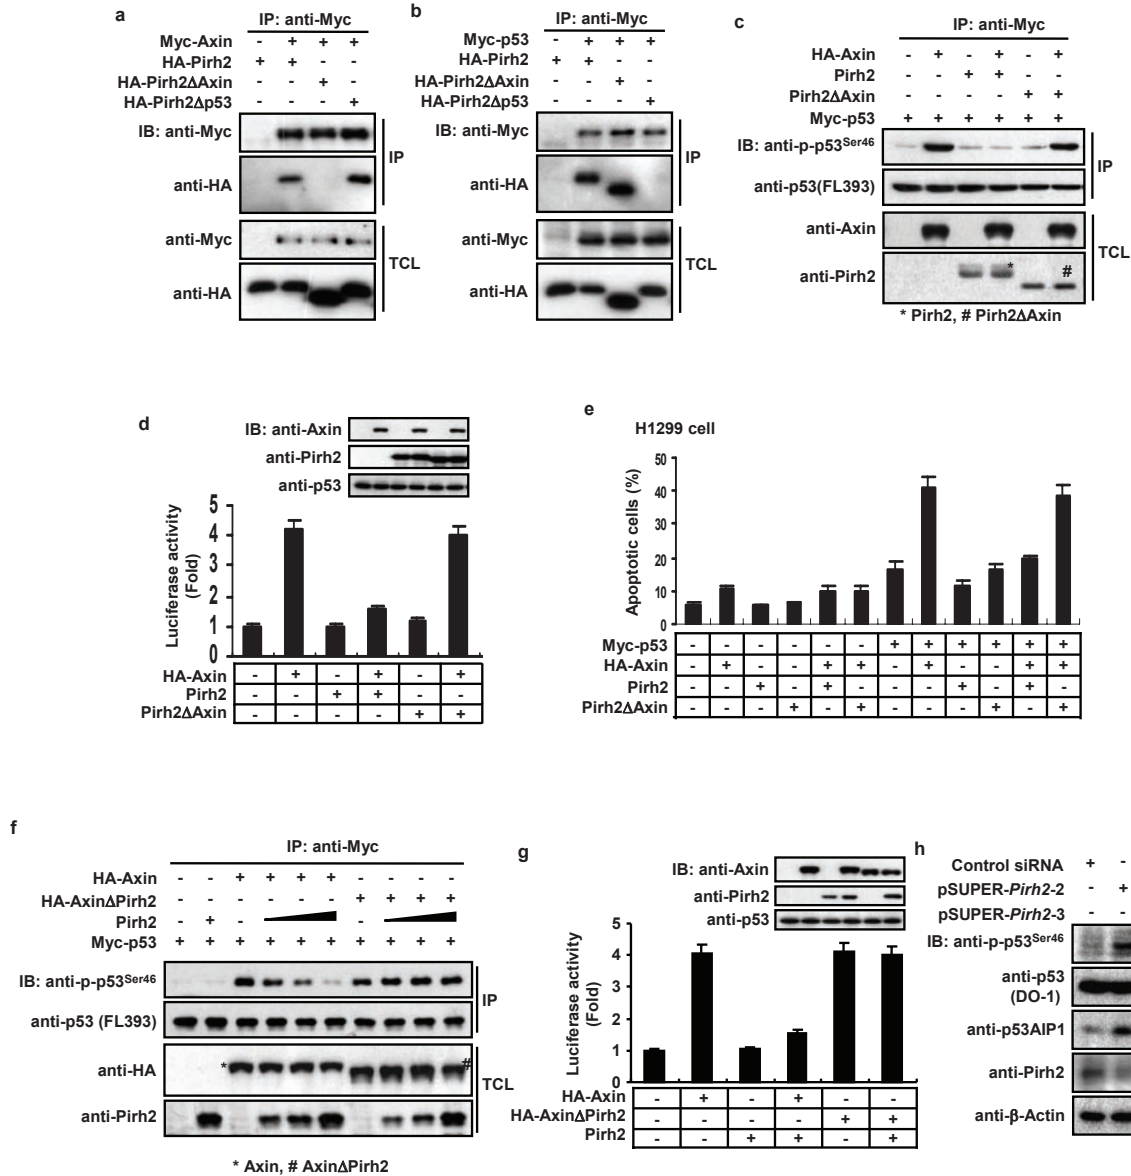 a
IP: anti-Myc
Myc-Axin - + + +
HA-Pirh2 + + - -
HA-Pirh2ΔAxin - - + -
HA-Pirh2Δp53 - - - +
IB: anti-Myc
anti-HA
IP
anti-Myc
anti-HA
TCL
b
IP: anti-Myc
Myc-p53 - + + +
HA-Pirh2 + + - -
HA-Pirh2ΔAxin - - + -
HA-Pirh2Δp53 - - - +
IB: anti-Myc
anti-HA
IP
anti-Myc
anti-HA
TCL
c
IP: anti-Myc
HA-Axin - + - + - +
Pirh2 - - + + - -
Pirh2ΔAxin - - - - + +
Myc-p53 + + + + + +
IB: anti-p-p53Ser46
anti-p53(FL393)
IP
anti-Axin
anti-Pirh2 * #
TCL
* Pirh2, # Pirh2ΔAxin
d
IB: anti-Axin
anti-Pirh2
anti-p53
Luciferase activity
(Fold)
5
4
3
2
1
0
HA-Axin - + - + - +
Pirh2 - - + + - -
Pirh2ΔAxin - - - - + +
e
H1299 cell
Apoptotic cells (%)
50
40
30
20
10
0
Myc-p53 - - - - - - + + + + + +
HA-Axin - + - - + + - + - - + +
Pirh2 - - + - + - - - + - + -
Pirh2ΔAxin - - - + - + - - - + - +
f
IP: anti-Myc
HA-Axin - - + + + + - - - -
HA-AxinΔPirh2 - - - - - - + + + +
Pirh2 - + - -
Myc-p53 + + + + + + + + + +
IB: anti-p-p53Ser46
anti-p53 (FL393)
IP
anti-HA * #
anti-Pirh2
TCL
* Axin, # AxinΔPirh2
g
IB: anti-Axin
anti-Pirh2
anti-p53
Luciferase activity
(Fold)
5
4
3
2
1
0
HA-Axin - + - + - -
HA-AxinΔPirh2 - - - - + +
Pirh2 - - + + - +
h
Control siRNA + -
pSUPER-Pirh2-2 - +
pSUPER-Pirh2-3 - -
IB: anti-p-p53Ser46
anti-p53
(DO-1)
anti-p53AIP1
anti-Pirh2
anti-β-Actin